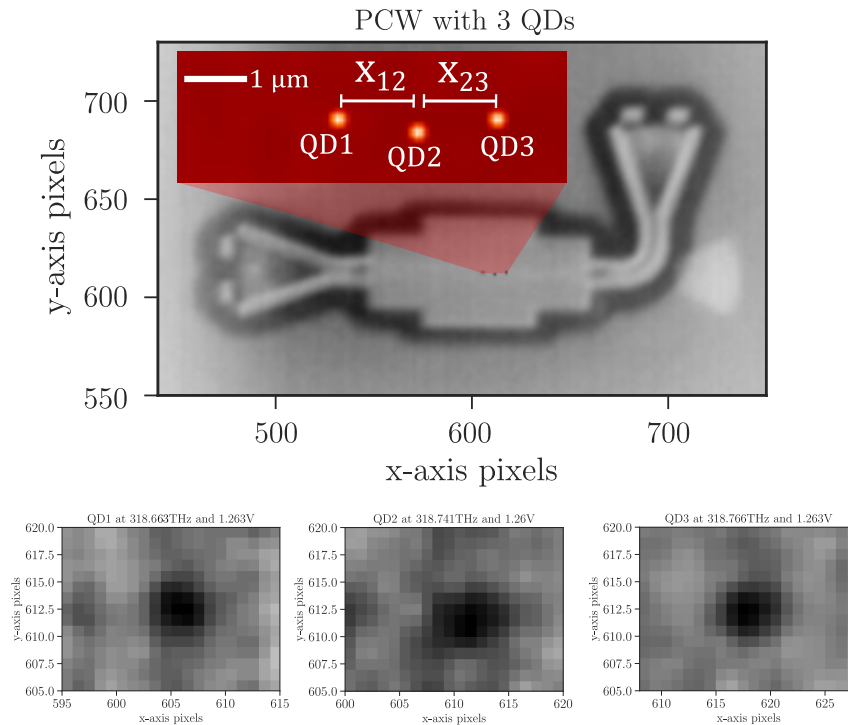 PCW with 3 QDs
y-axis pixels
700
650
600
550
1 μm
X12
X23
QD1
QD2
QD3
500
600
700
x-axis pixels
QD1 at 318.663THz and 1.263V
y-axis pixels
620.0
617.5
615.0
612.5
610.0
607.5
605.0
595
600
605
610
615
x-axis pixels
QD2 at 318.741THz and 1.26V
y-axis pixels
620.0
617.5
615.0
612.5
610.0
607.5
605.0
600
605
610
615
620
x-axis pixels
QD3 at 318.766THz and 1.263V
y-axis pixels
620.0
617.5
615.0
612.5
610.0
607.5
605.0
610
615
620
625
x-axis pixels